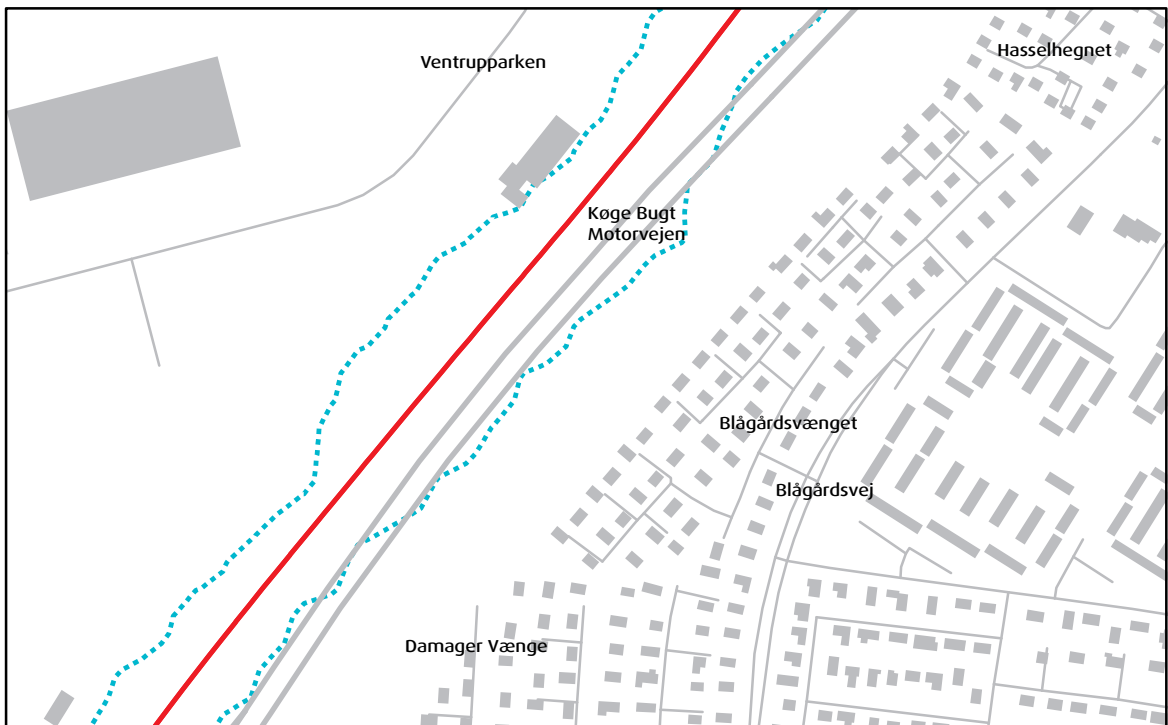 Hasselhegnet
Ventrupparken
Køge Bugt
Motorvejen
Blågårdsvænget
Blågårdsvej
Damager Vænge